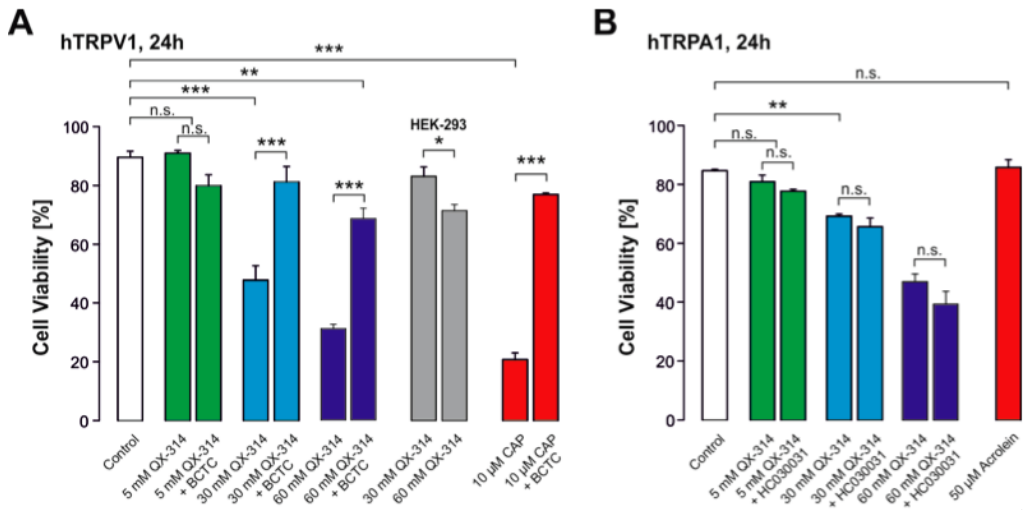 A
hTRPV1, 24h
***
**
***
n.s.
n.s.
***
***
HEK-293
*
***
Cell Viability [%]
100
80
60
40
20
0
Control
5 mM QX-314
5 mM QX-314
+ BCTC
30 mM QX-314
30 mM QX-314
+ BCTC
60 mM QX-314
60 mM QX-314
+ BCTC
30 mM QX-314
60 mM QX-314
10 µM CAP
10 µM CAP
+ BCTC
B
hTRPA1, 24h
n.s.
**
n.s.
n.s.
n.s.
n.s.
Cell Viability [%]
100
80
60
40
20
0
Control
5 mM QX-314
5 mM QX-314
+ HC030031
30 mM QX-314
30 mM QX-314
+ HC030031
60 mM QX-314
60 mM QX-314
+ HC030031
50 µM Acrolein